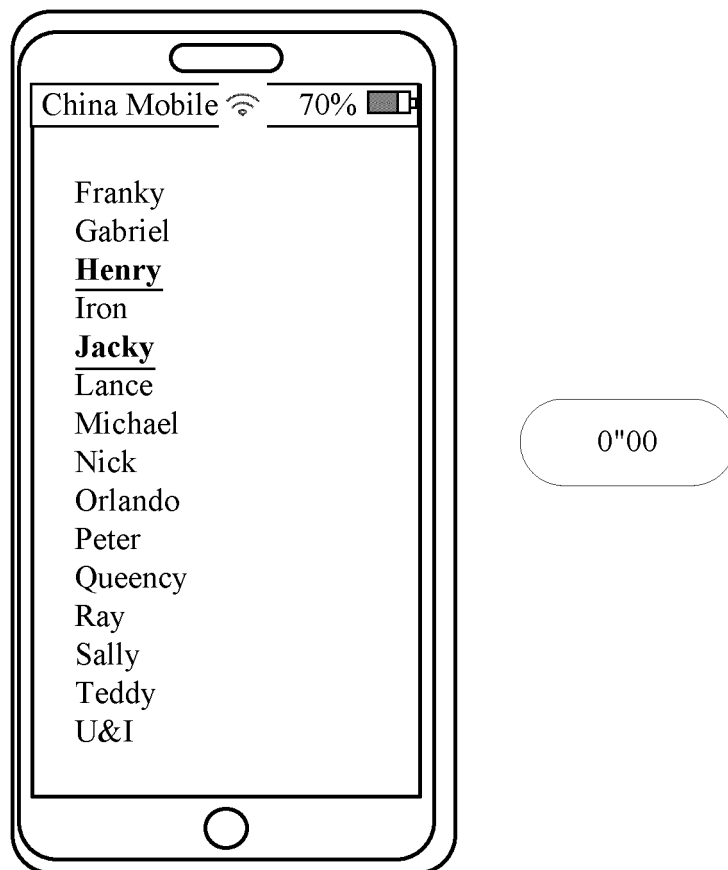 China Mobile 70%
Franky
Gabriel
Henry
Iron
Jacky
Lance
Michael
Nick
Orlando
Peter
Queency
Ray
Sally
Teddy
U&I
0"00